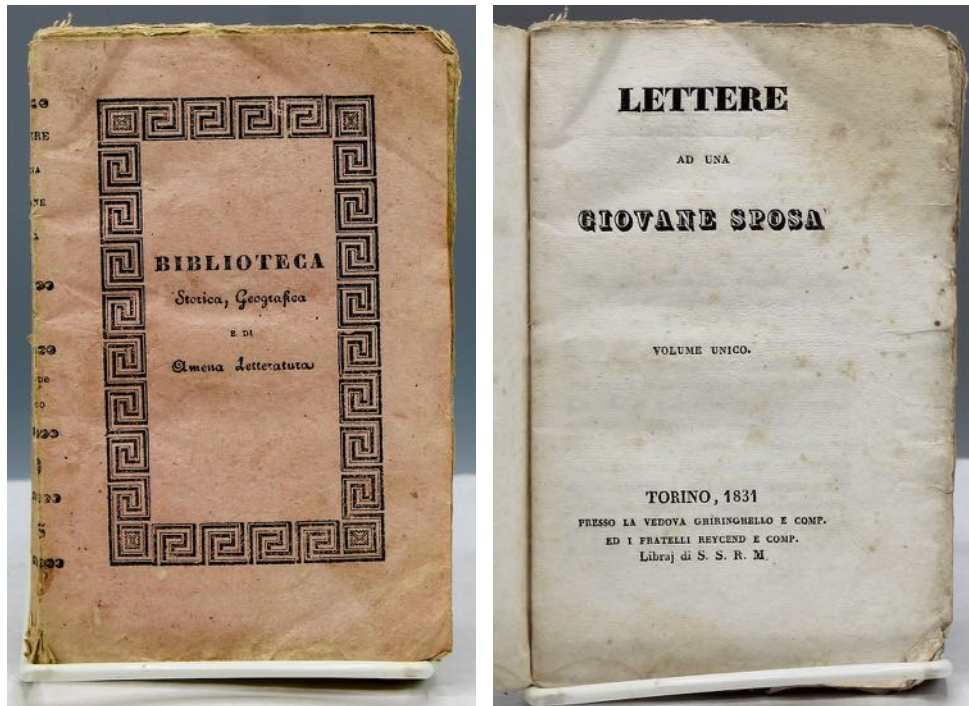 BIBLIOTECA
Storica, Geografica
E DI
Amena Letteratura
LETTERE
AD UNA
GIOVANE SPOSA
VOLUME UNICO.
TORINO, 1831
PRESSO LA VEDOVA GHIRINGHELLO E COMP.
ED I FRATELLI REYCEND E COMP.
Libraj di S. S. R. M.